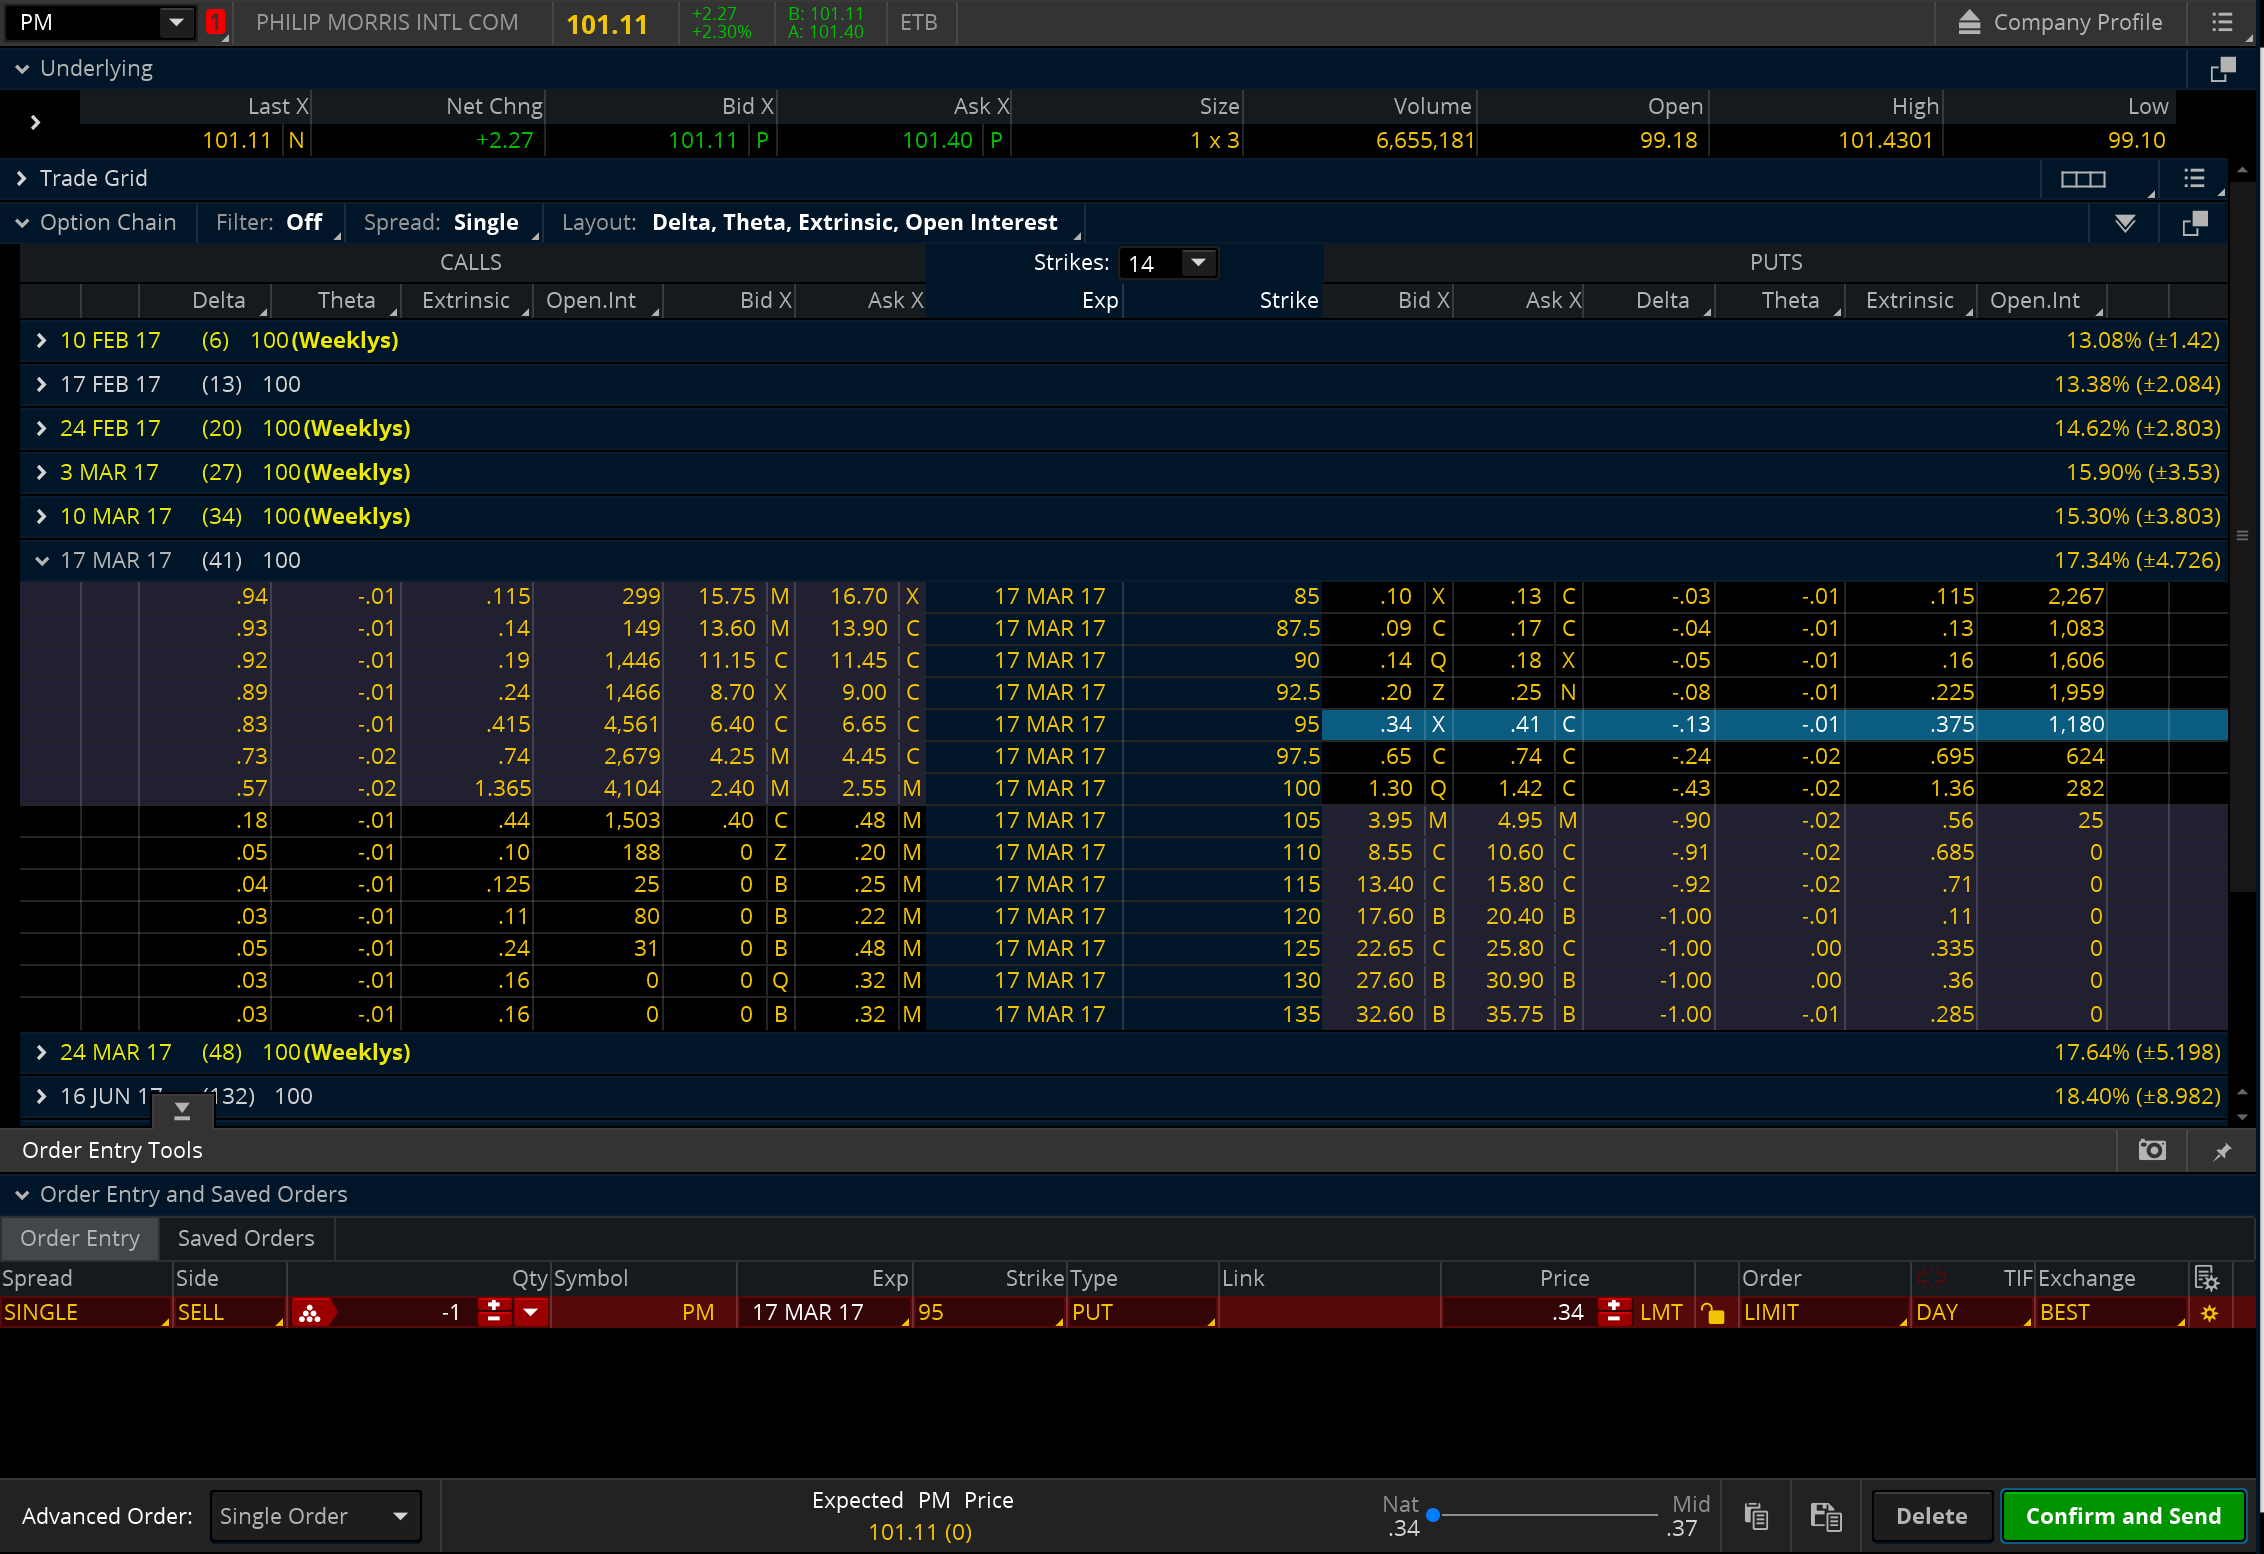 PM 1 PHILIP MORRIS INTL COM 101.11 +2.27 B: 101.11 ETB Company Profile
+2.30% A: 101.40
Underlying
Last X Net Chng Bid X Ask X Size Volume Open High Low
101.11 N +2.27 101.11 P 101.40 P 1 x 3 6,655,181 99.18 101.4301 99.10
Trade Grid
Option Chain Filter: Off Spread: Single Layout: Delta, Theta, Extrinsic, Open Interest
CALLS Strikes: 14 PUTS
Delta Theta Extrinsic Open.Int Bid X Ask X Exp Strike Bid X Ask X Delta Theta Extrinsic Open.Int
10 FEB 17 (6) 100 (Weeklys) 13.08% (±1.42)
17 FEB 17 (13) 100 13.38% (±2.084)
24 FEB 17 (20) 100 (Weeklys) 14.62% (±2.803)
3 MAR 17 (27) 100 (Weeklys) 15.90% (±3.53)
10 MAR 17 (34) 100 (Weeklys) 15.30% (±3.803)
17 MAR 17 (41) 100 17.34% (±4.726)
.94 -.01 .115 299 15.75 M 16.70 X 17 MAR 17 85 .10 X .13 C -.03 -.01 .115 2,267
.93 -.01 .14 149 13.60 M 13.90 C 17 MAR 17 87.5 .09 C .17 C -.04 -.01 .13 1,083
.92 -.01 .19 1,446 11.15 C 11.45 C 17 MAR 17 90 .14 Q .18 X -.05 -.01 .16 1,606
.89 -.01 .24 1,466 8.70 X 9.00 C 17 MAR 17 92.5 .20 Z .25 N -.08 -.01 .225 1,959
.83 -.01 .415 4,561 6.40 C 6.65 C 17 MAR 17 95 .34 X .41 C -.13 -.01 .375 1,180
.73 -.02 .74 2,679 4.25 M 4.45 C 17 MAR 17 97.5 .65 C .74 C -.24 -.02 .695 624
.57 -.02 1.365 4,104 2.40 M 2.55 M 17 MAR 17 100 1.30 Q 1.42 C -.43 -.02 1.36 282
.18 -.01 .44 1,503 .40 C .48 M 17 MAR 17 105 3.95 M 4.95 M -.90 -.02 .56 25
.05 -.01 .10 188 0 Z .20 M 17 MAR 17 110 8.55 C 10.60 C -.91 -.02 .685 0
.04 -.01 .125 25 0 B .25 M 17 MAR 17 115 13.40 C 15.80 C -.92 -.02 .71 0
.03 -.01 .11 80 0 B .22 M 17 MAR 17 120 17.60 B 20.40 B -1.00 -.01 .11 0
.05 -.01 .24 31 0 B .48 M 17 MAR 17 125 22.65 C 25.80 C -1.00 .00 .335 0
.03 -.01 .16 0 0 Q .32 M 17 MAR 17 130 27.60 B 30.90 B -1.00 .00 .36 0
.03 -.01 .16 0 0 B .32 M 17 MAR 17 135 32.60 B 35.75 B -1.00 -.01 .285 0
24 MAR 17 (48) 100 (Weeklys) 17.64% (±5.198)
16 JUN 17 (132) 100 18.40% (±8.982)
Order Entry Tools
Order Entry and Saved Orders
Order Entry Saved Orders
Spread Side Qty Symbol Exp Strike Type Link Price Order TIF Exchange
SINGLE SELL -1 PM 17 MAR 17 95 PUT .34 LMT LIMIT DAY BEST
Advanced Order: Single Order Expected PM Price Nat Mid Delete Confirm and Send
101.11 (0) .34 .37